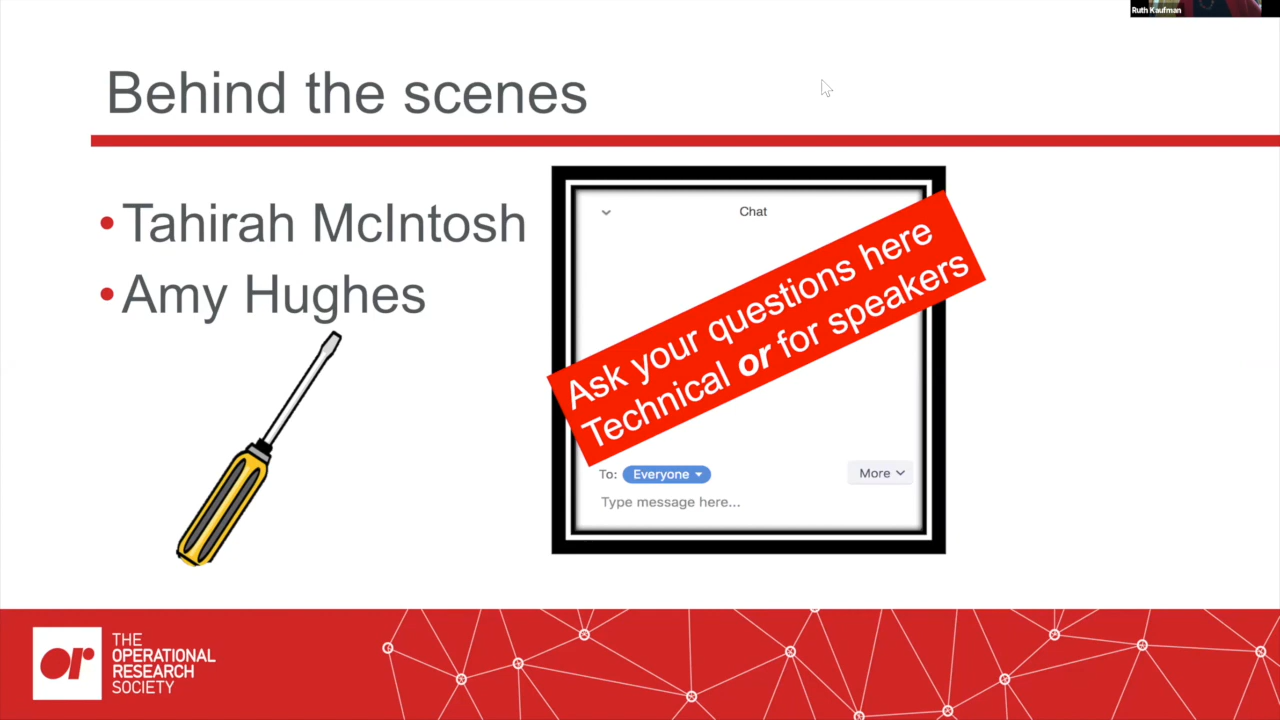 Ruth Kaufman
Behind the scenes
•Tahirah McIntosh
•Amy Hughes
Chat
Ask your questions here
Technical or for speakers
To: Everyone
More
Type message here...
or
THE
OPERATIONAL
RESEARCH
SOCIETY